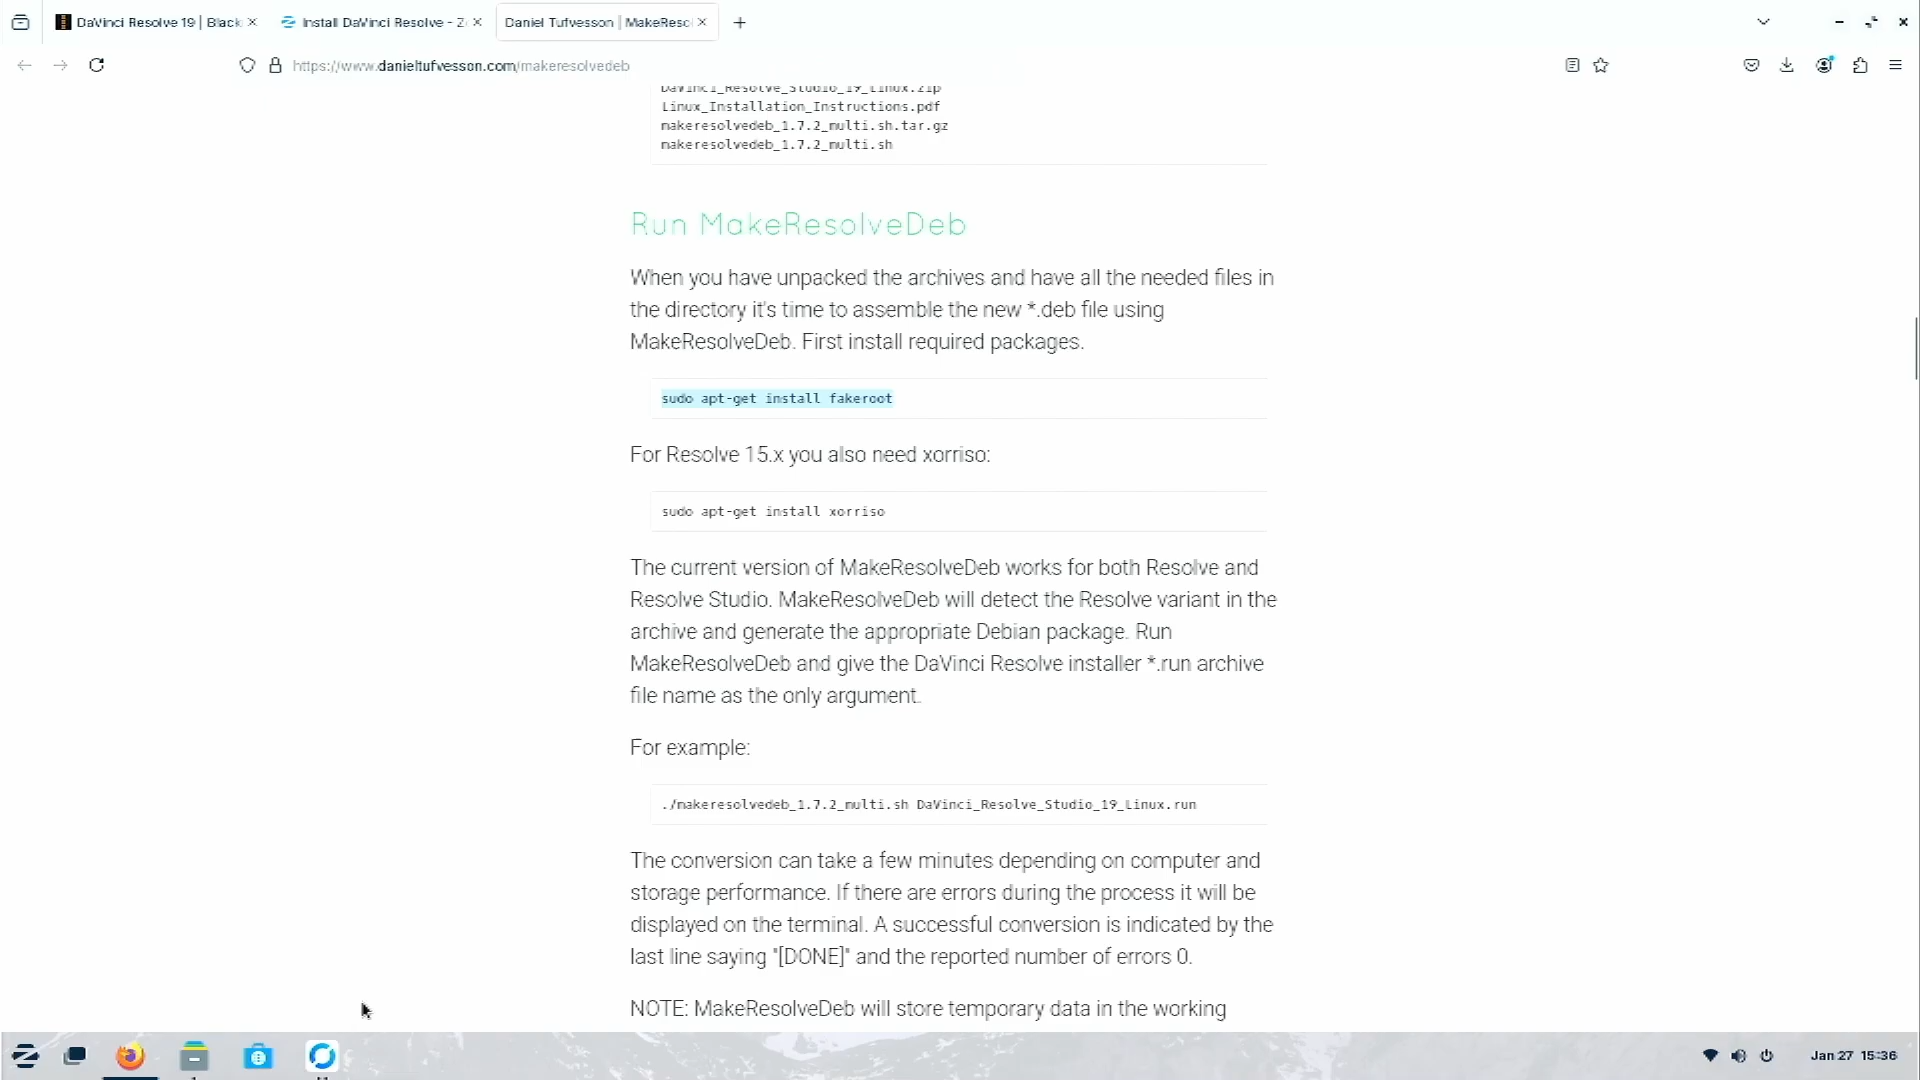 DaVinci Resolve 19 | Black
Install DaVinci Resolve - Z
Daniel Tufvesson | MakeReso
https://www.danieltufvesson.com/makeresolvedeb
DaVinci_Resolve_Studio_19_Linux.zip
Linux_Installation_Instructions.pdf
makeresolvedeb_1.7.2_multi.sh.tar.gz
makeresolvedeb_1.7.2_multi.sh
Run MakeResolveDeb
When you have unpacked the archives and have all the needed files in
the directory it's time to assemble the new *.deb file using
MakeResolveDeb. First install required packages.
sudo apt-get install fakeroot
For Resolve 15.x you also need xorriso:
sudo apt-get install xorriso
The current version of MakeResolveDeb works for both Resolve and
Resolve Studio. MakeResolveDeb will detect the Resolve variant in the
archive and generate the appropriate Debian package. Run
MakeResolveDeb and give the DaVinci Resolve installer *.run archive
file name as the only argument.
For example:
./makeresolvedeb_1.7.2_multi.sh DaVinci_Resolve_Studio_19_Linux.run
The conversion can take a few minutes depending on computer and
storage performance. If there are errors during the process it will be
displayed on the terminal. A successful conversion is indicated by the
last line saying "[DONE]" and the reported number of errors 0.
NOTE: MakeResolveDeb will store temporary data in the working
Jan 27 15:36